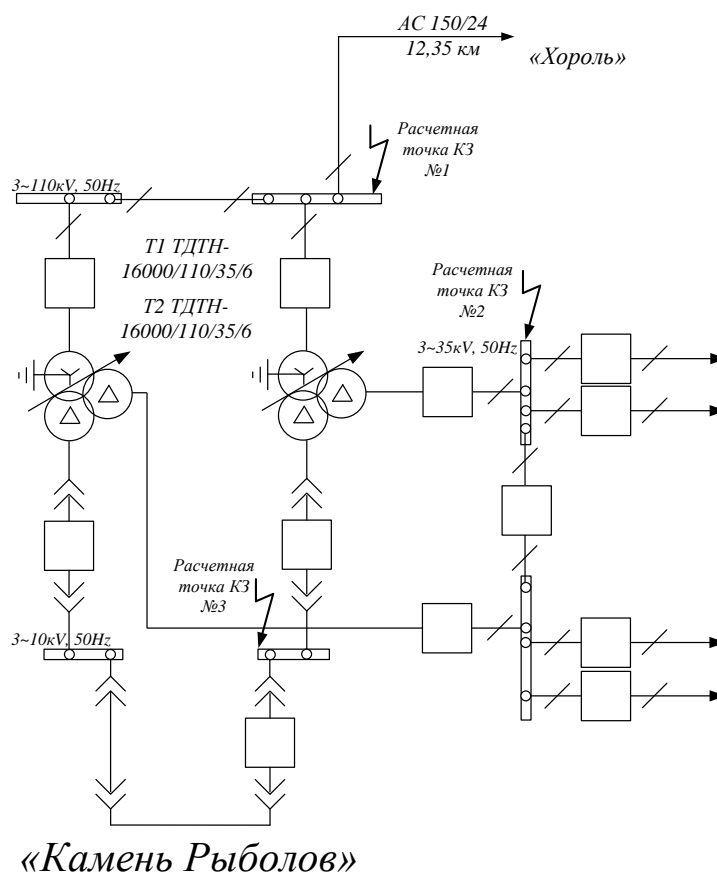 АС 150/24
12,35 км
«Хороль»
Расчетная
точка КЗ
№1
3~110кV, 50Hz
Т1 ТДТН-
16000/110/35/6
Т2 ТДТН-
16000/110/35/6
Расчетная
точка КЗ
№2
3~35кV, 50Hz
Расчетная
точка КЗ
№3
3~10кV, 50Hz
«Камень Рыболов»